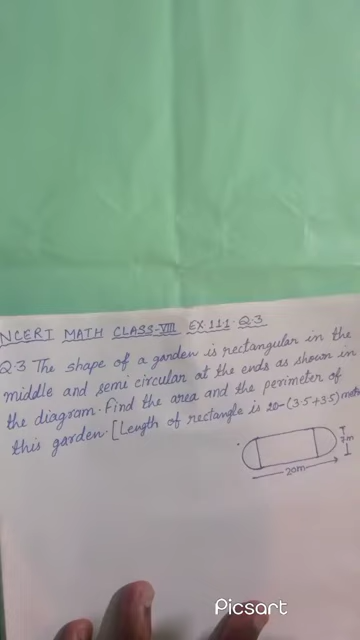 NCERT MATH CLASS-VIII EX.11.1. Q.3
Q.3 The shape of a garden is rectangular in the
middle and semi circular at the ends as shown in
the diagram. Find the area and the perimeter of
this garden. [Length of rectangle is 20-(3.5+3.5) metres
7m
20m
Picsart